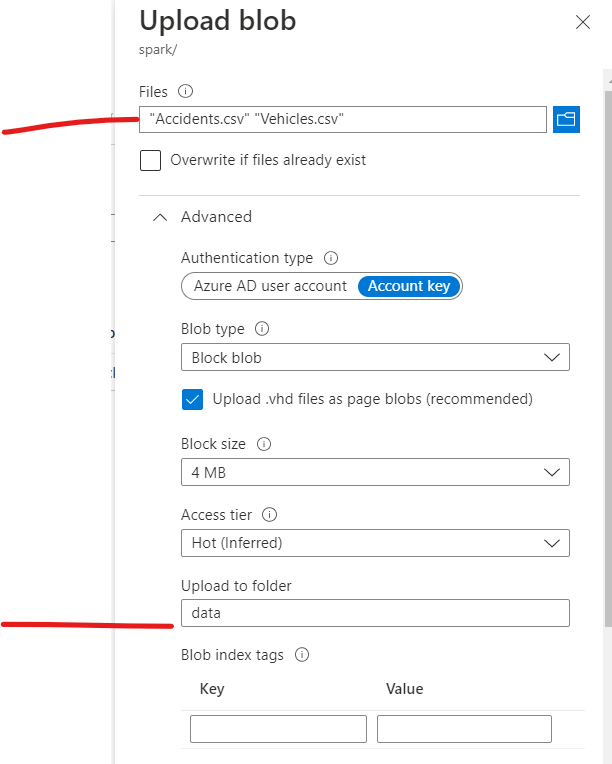 Upload blob
spark/
Files
"Accidents.csv" "Vehicles.csv"
Overwrite if files already exist
Advanced
Authentication type
Azure AD user account Account key
Blob type
Block blob
Upload .vhd files as page blobs (recommended)
Block size
4 MB
Access tier
Hot (Inferred)
Upload to folder
data
Blob index tags
Key Value